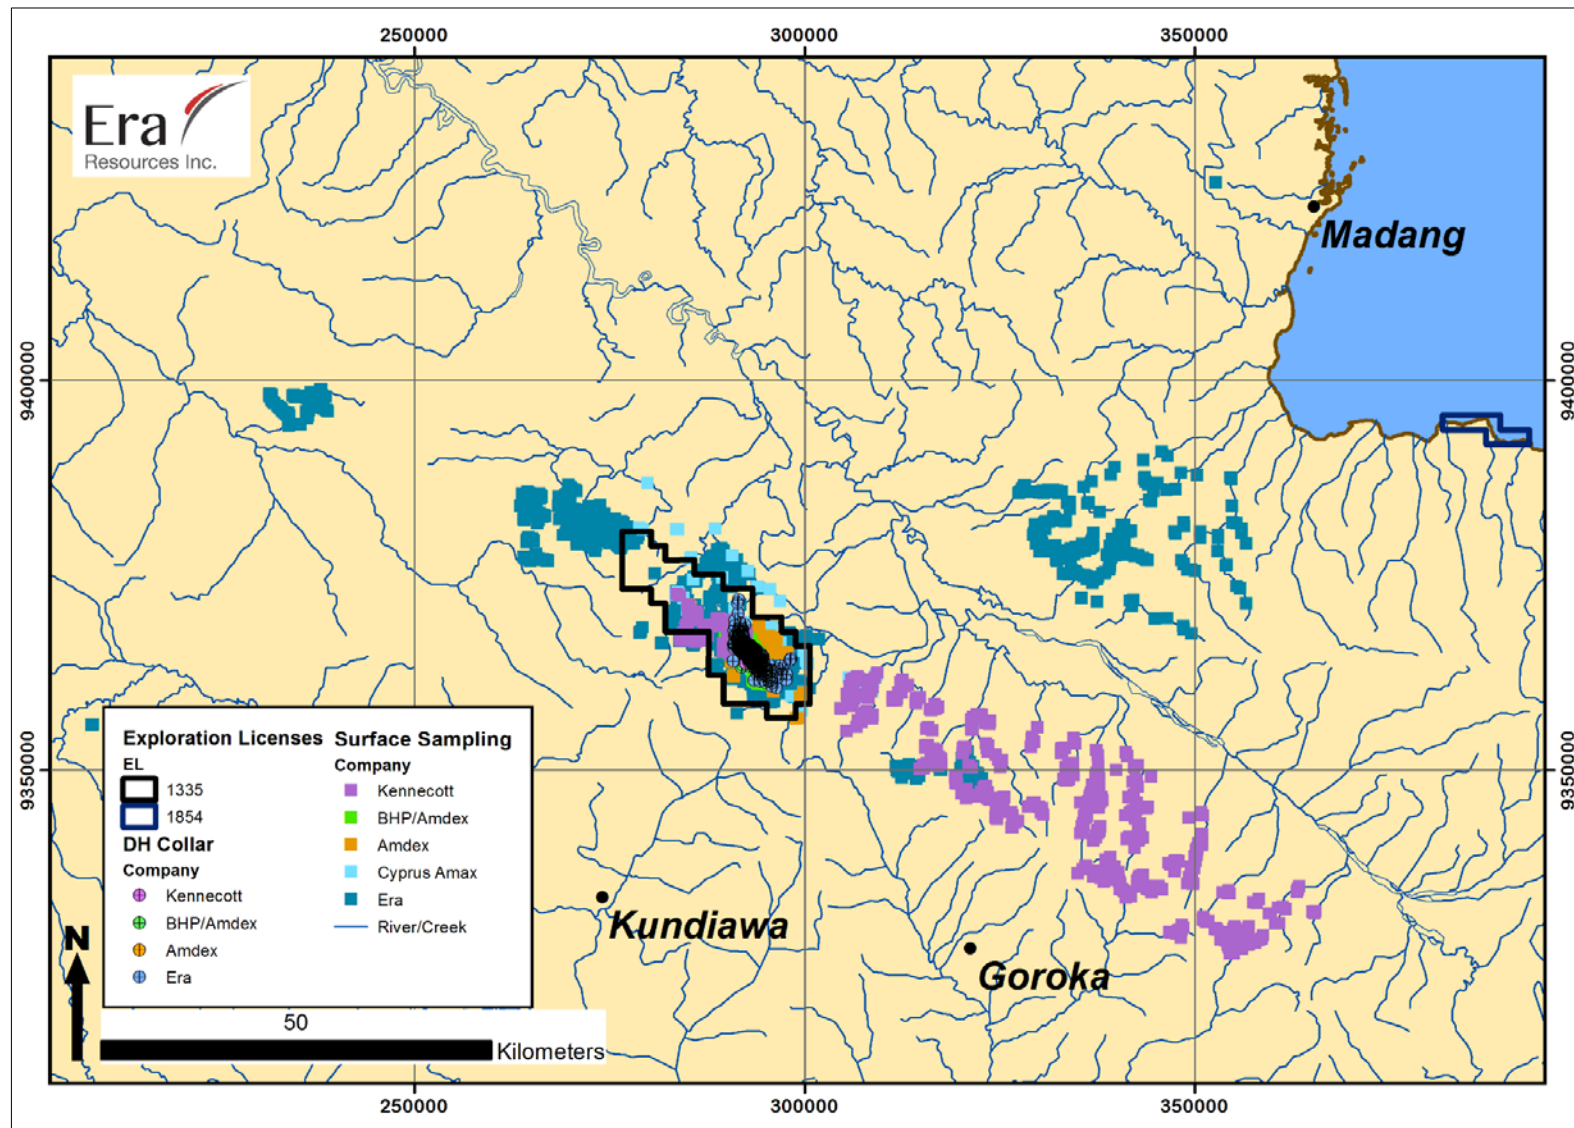 250000
300000
350000
Era
Resources Inc.
Madang
9400000
9400000
Exploration Licenses
EL
1335
1854
DH Collar
Company
Kennecott
BHP/Amdex
Amdex
Era
Surface Sampling
Company
Kennecott
BHP/Amdex
Amdex
Cyprus Amax
Era
River/Creek
9350000
9350000
Kundiawa
Goroka
N
50
Kilometers
250000
300000
350000